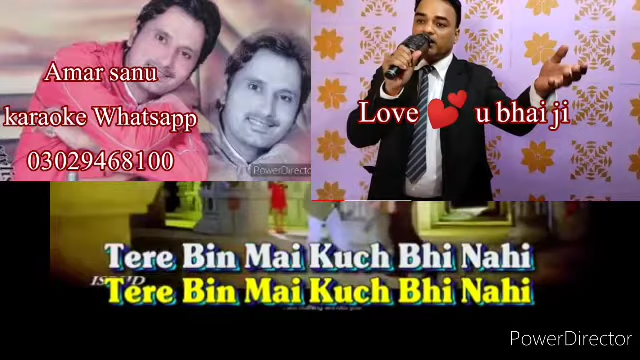 Amar sanu
karaoke Whatsapp
03029468100
PowerDirector
Love 💕 u bhai ji
Tere Bin Mai Kuch Bhi Nahi
Tere Bin Mai Kuch Bhi Nahi
PowerDirector